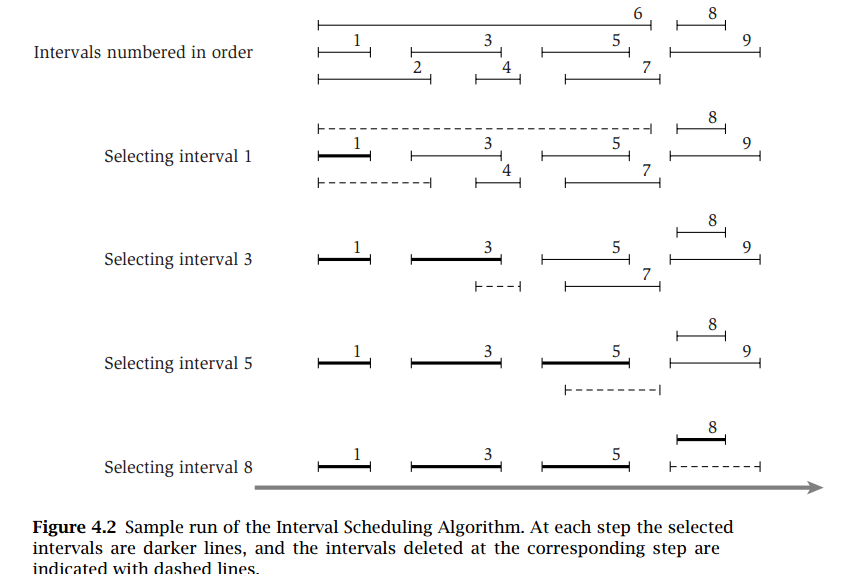 6 8
Intervals numbered in order 1 3 5 9
2 4 7
8
Selecting interval 1 1 3 5 9
4 7
8
Selecting interval 3 1 3 5 9
7
8
Selecting interval 5 1 3 5 9
8
Selecting interval 8 1 3 5
Figure 4.2 Sample run of the Interval Scheduling Algorithm. At each step the selected
intervals are darker lines, and the intervals deleted at the corresponding step are
indicated with dashed lines.